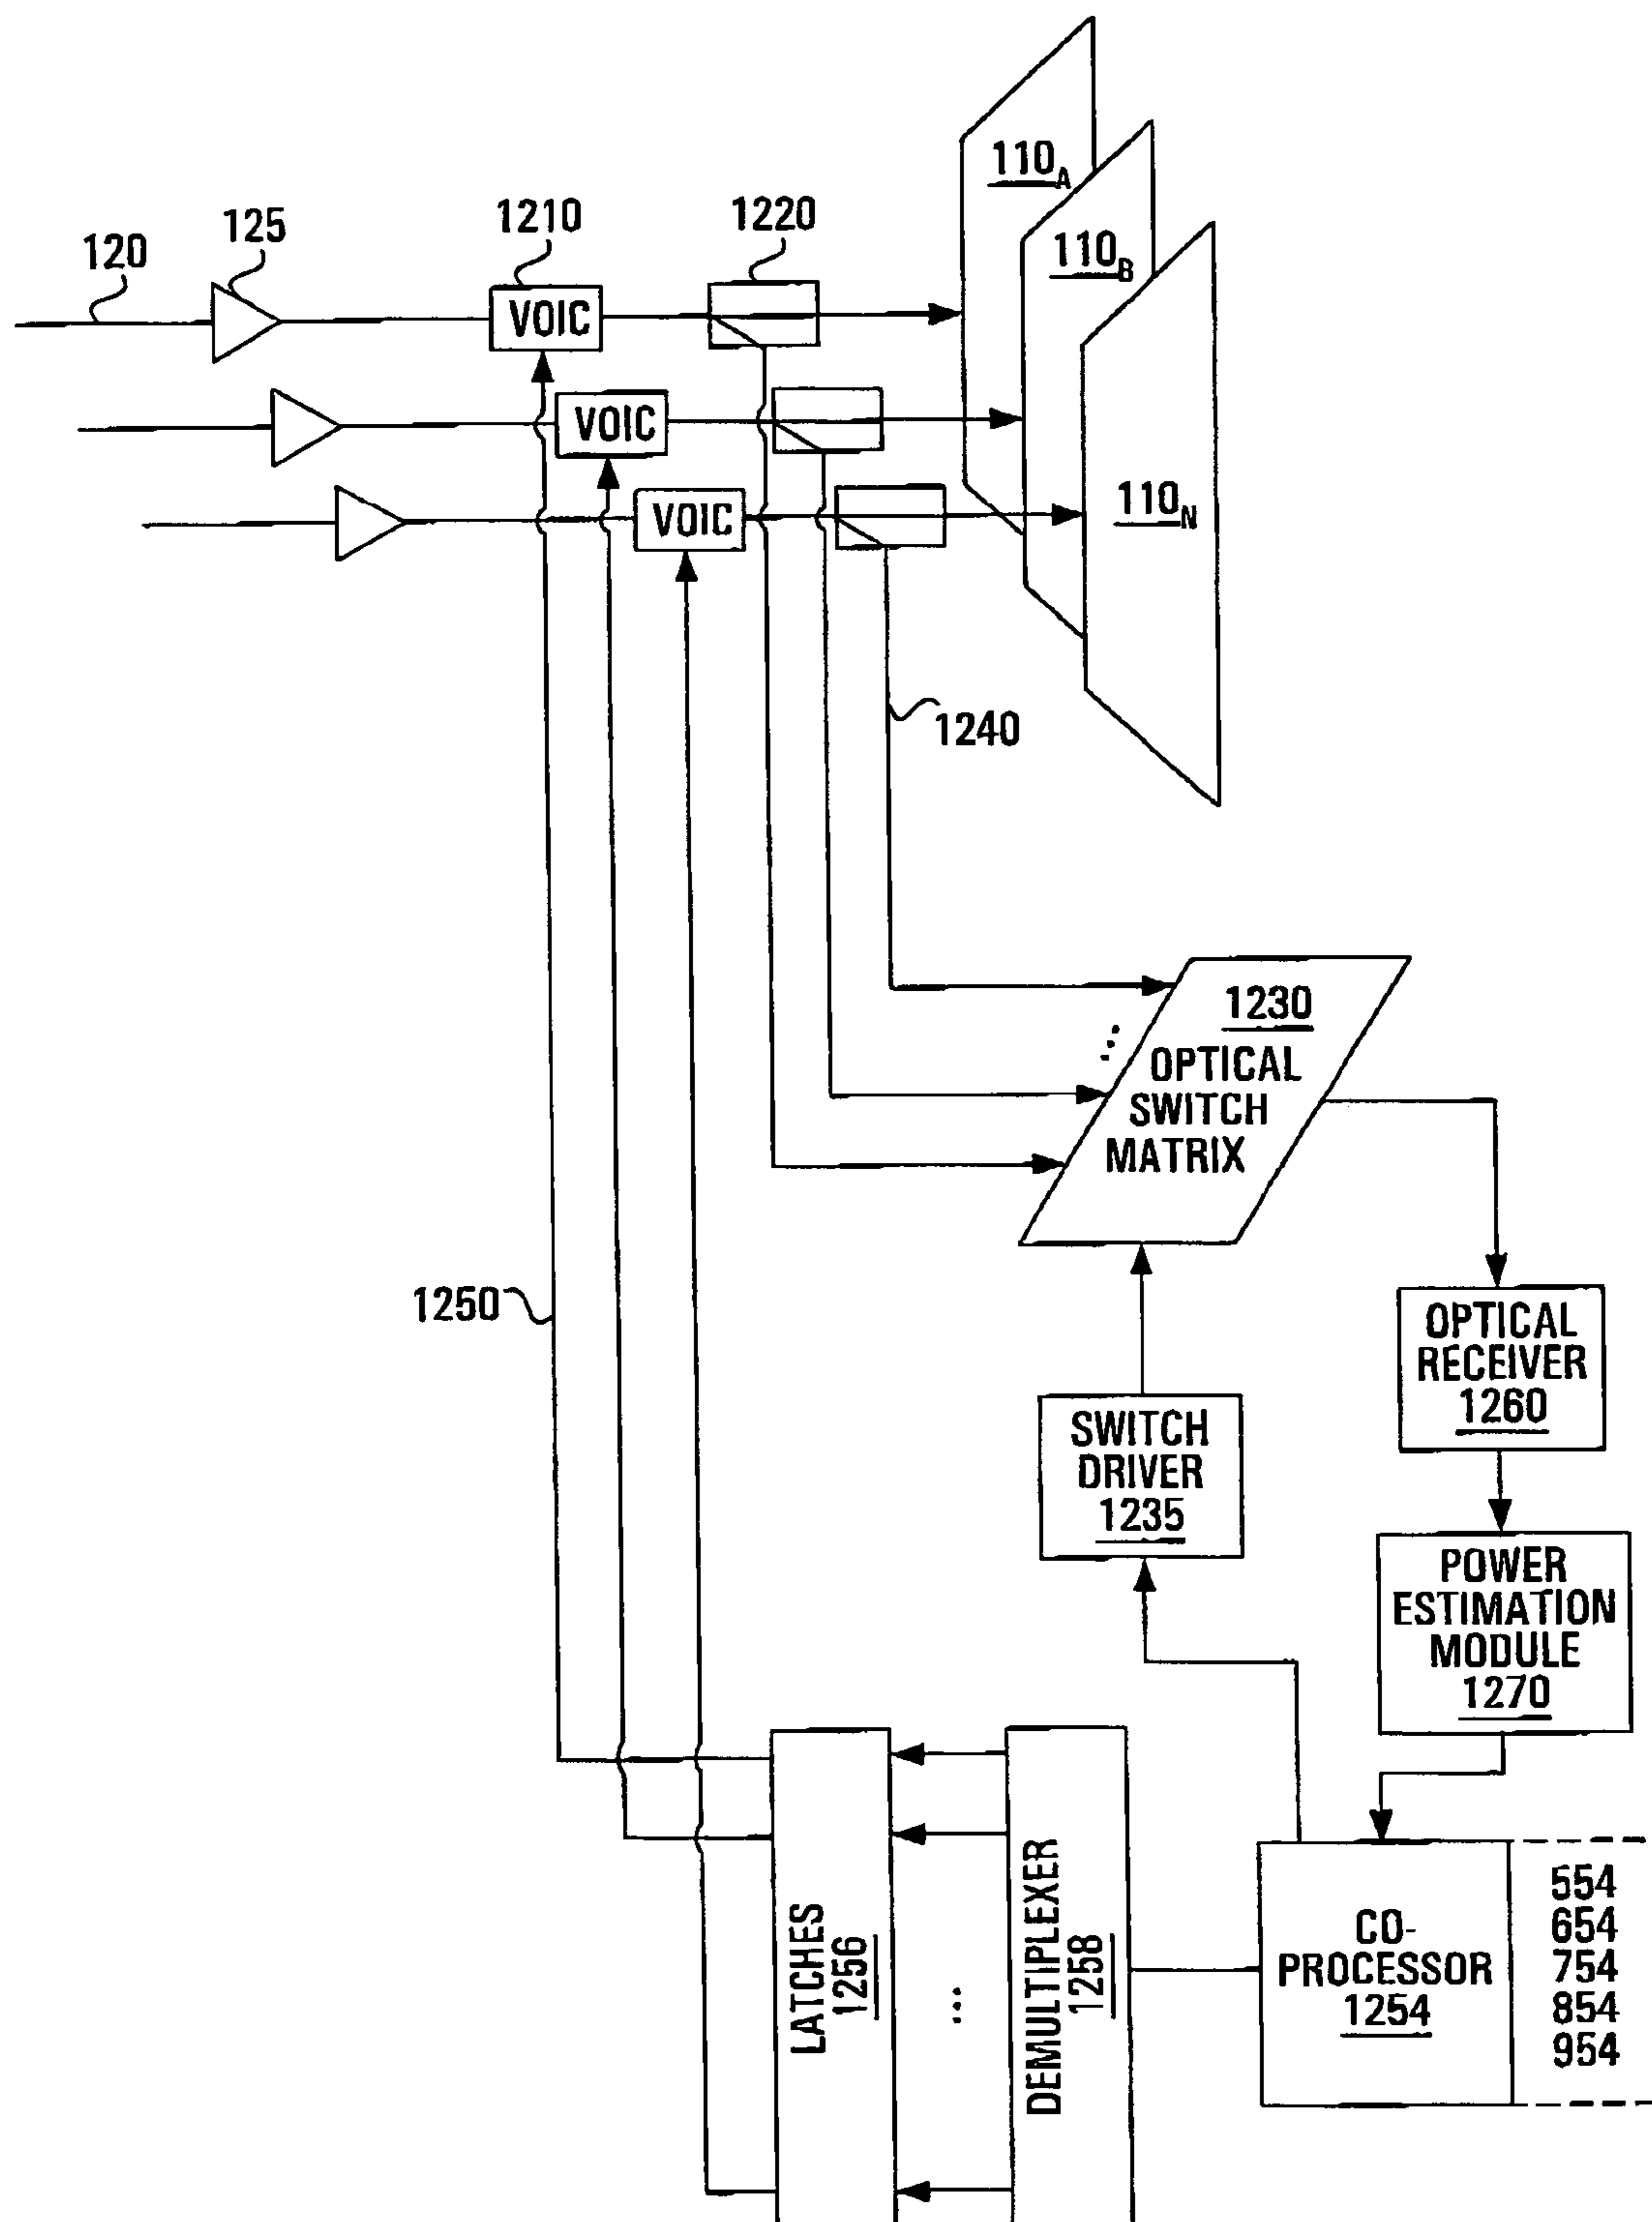 110A
110B
110N
120
125
1210
1220
VOIC
VOIC
VOIC
1240
1230
OPTICAL
SWITCH
MATRIX
1250
OPTICAL
RECEIVER
1260
SWITCH
DRIVER
1235
POWER
ESTIMATION
MODULE
1270
LATCHES
1256
...
DEMULTIPLEXER
1258
CO-
PROCESSOR
1254
554
654
754
854
954